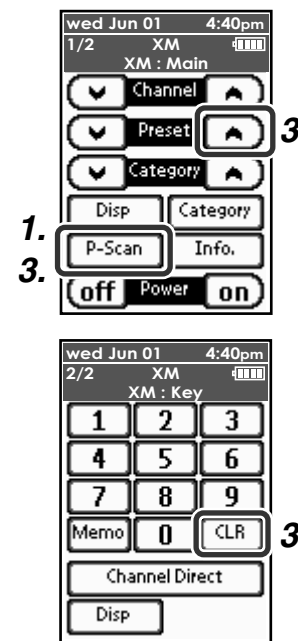 wed Jun 01 4:40pm
1/2 XM
XM : Main
Channel
Preset 3
Category
Disp Category
1.
P-Scan Info.
3.
off Power on
wed Jun 01 4:40pm
2/2 XM
XM : Key
1 2 3
4 5 6
7 8 9
Memo 0 CLR 3
Channel Direct
Disp